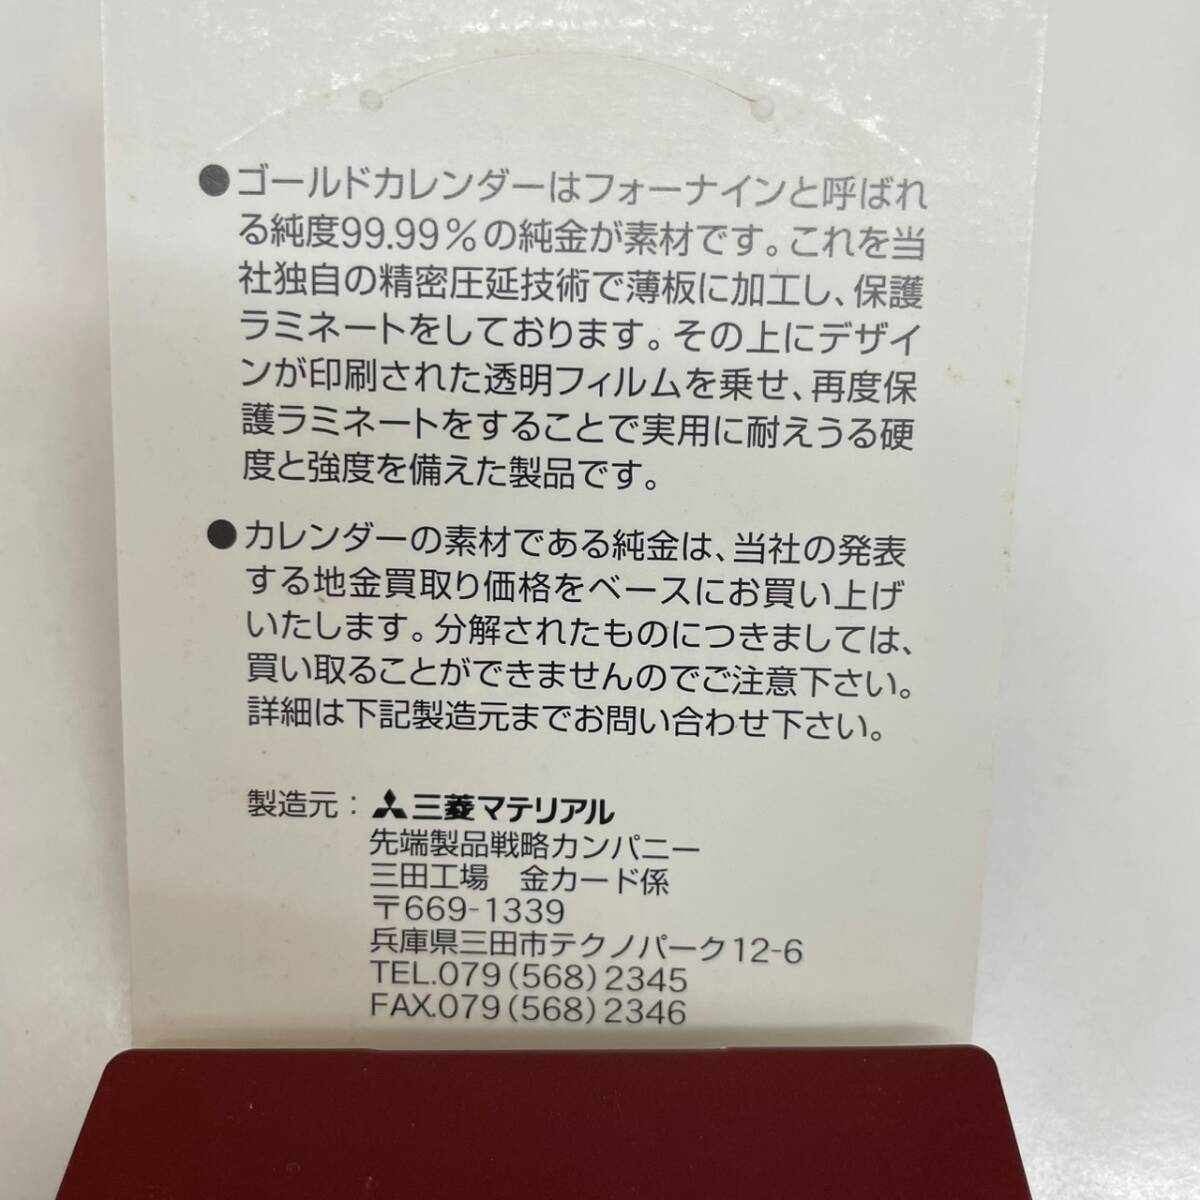 ●ゴールドカレンダーはフォーナインと呼ばれ
る純度99.99%の純金が素材です。これを当
社独自の精密圧延技術で薄板に加工し、保護
ラミネートをしております。その上にデザイ
ンが印刷された透明フィルムを乗せ、再度保
護ラミネートをすることで実用に耐えうる硬
度と強度を備えた製品です。
●カレンダーの素材である純金は、当社の発表
する地金買取り価格をベースにお買い上げ
いたします。分解されたものにつきましては、
買い取ることができませんのでご注意下さい。
詳細は下記製造元までお問い合わせ下さい。
製造元：三菱マテリアル
先端製品戦略カンパニー
三田工場　金カード係
〒669-1339
兵庫県三田市テクノパーク12-6
TEL.079(568)2345
FAX.079(568)2346